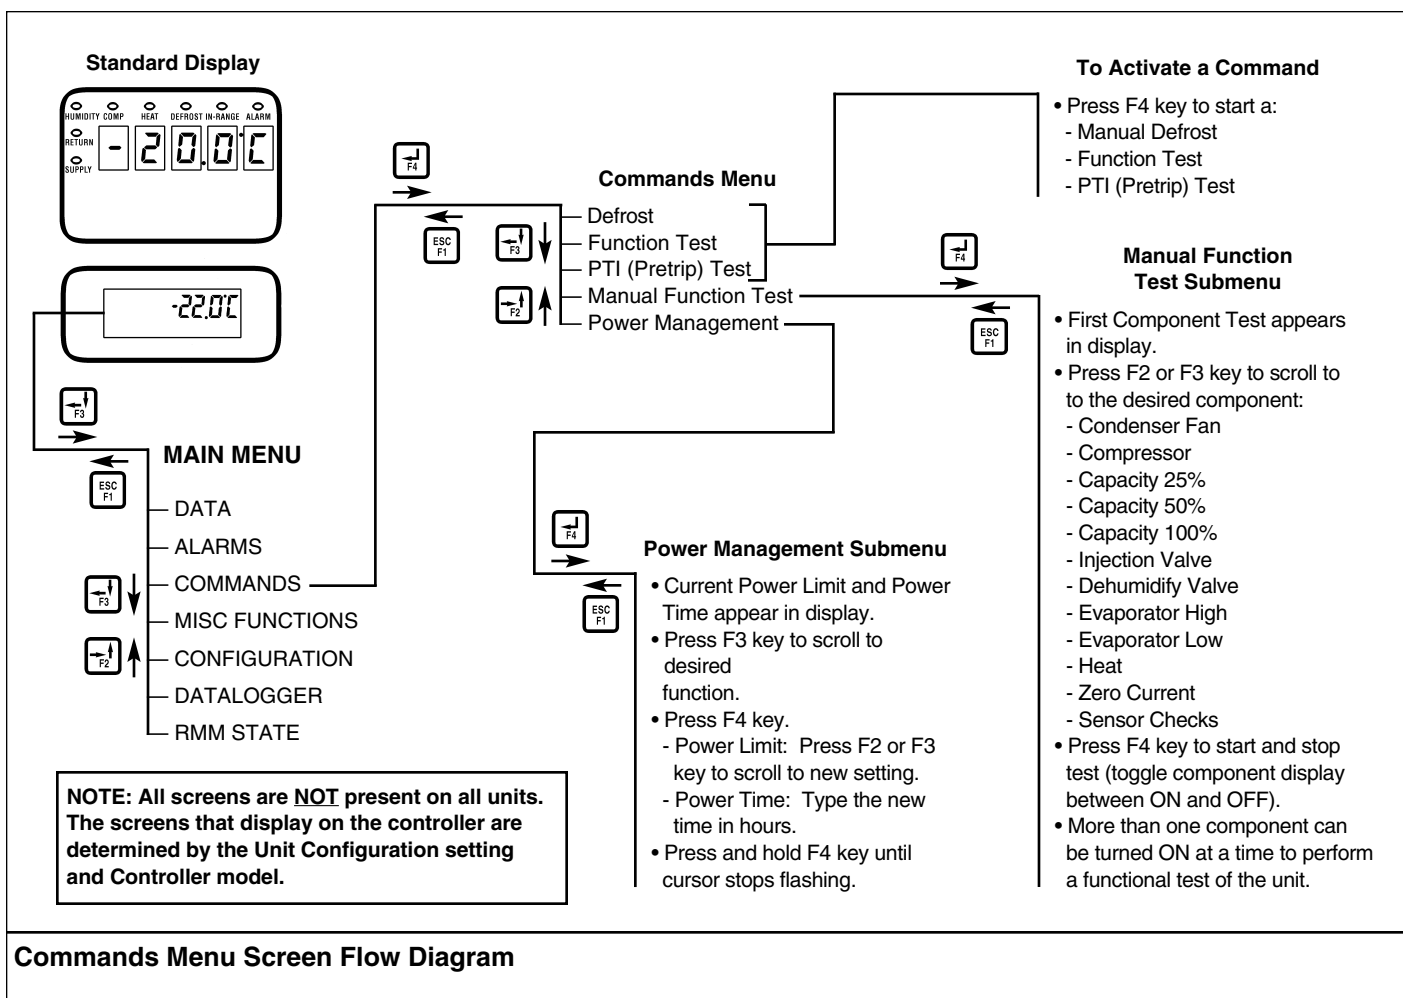 Standard Display
HUMIDITY COMP HEAT DEFROST IN-RANGE ALARM
RETURN
SUPPLY
-20.0°C
-22.0°C
F3
ESC
F1
MAIN MENU
DATA
ALARMS
COMMANDS
MISC FUNCTIONS
CONFIGURATION
DATALOGGER
RMM STATE
F3
F2
NOTE: All screens are NOT present on all units.
The screens that display on the controller are
determined by the Unit Configuration setting
and Controller model.
F4
ESC
F1
Commands Menu
Defrost
Function Test
PTI (Pretrip) Test
Manual Function Test
Power Management
F3
F2
F4
ESC
F1
Power Management Submenu
• Current Power Limit and Power
Time appear in display.
• Press F3 key to scroll to
desired
function.
• Press F4 key.
- Power Limit: Press F2 or F3
key to scroll to new setting.
- Power Time: Type the new
time in hours.
• Press and hold F4 key until
cursor stops flashing.
To Activate a Command
• Press F4 key to start a:
- Manual Defrost
- Function Test
- PTI (Pretrip) Test
F4
ESC
F1
Manual Function
Test Submenu
• First Component Test appears
in display.
• Press F2 or F3 key to scroll to
to the desired component:
- Condenser Fan
- Compressor
- Capacity 25%
- Capacity 50%
- Capacity 100%
- Injection Valve
- Dehumidify Valve
- Evaporator High
- Evaporator Low
- Heat
- Zero Current
- Sensor Checks
• Press F4 key to start and stop
test (toggle component display
between ON and OFF).
• More than one component can
be turned ON at a time to perform
a functional test of the unit.
Commands Menu Screen Flow Diagram